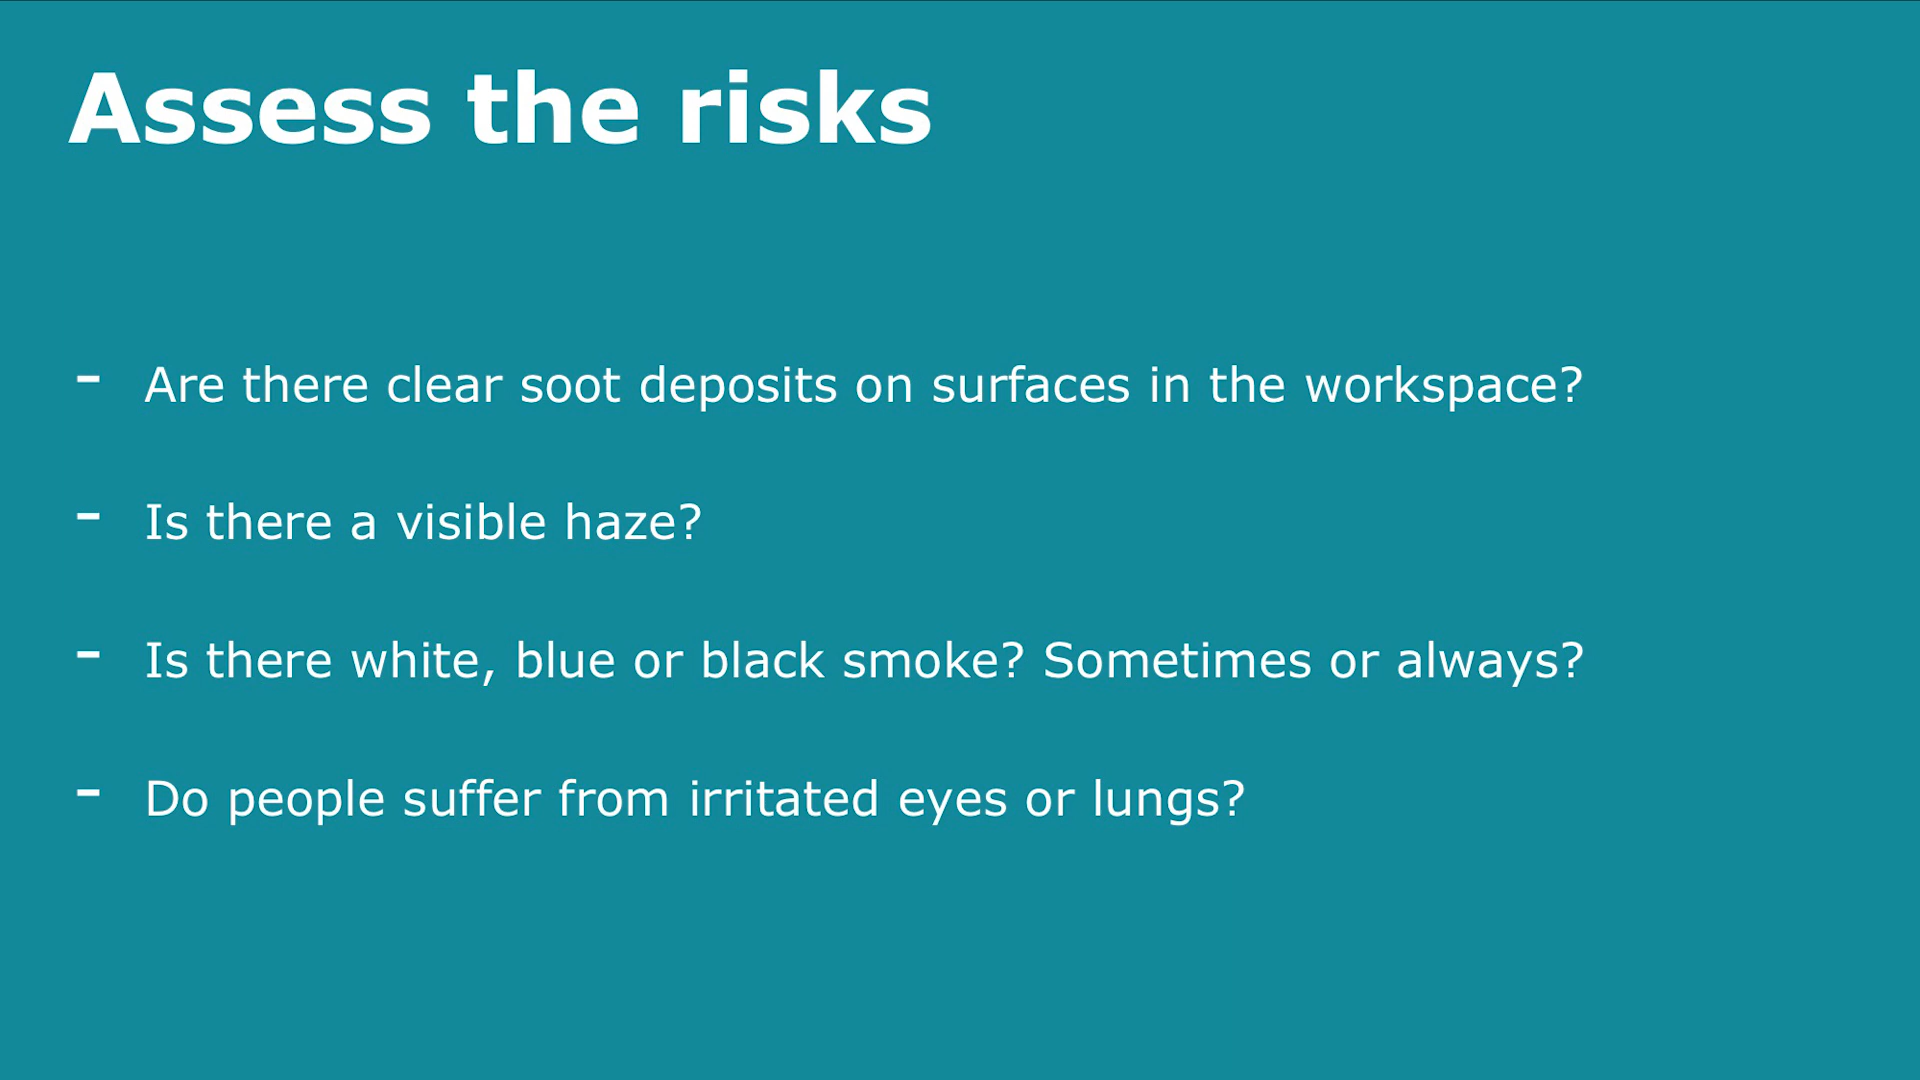 Assess the risks
- Are there clear soot deposits on surfaces in the workspace?
- Is there a visible haze?
- Is there white, blue or black smoke? Sometimes or always?
- Do people suffer from irritated eyes or lungs?